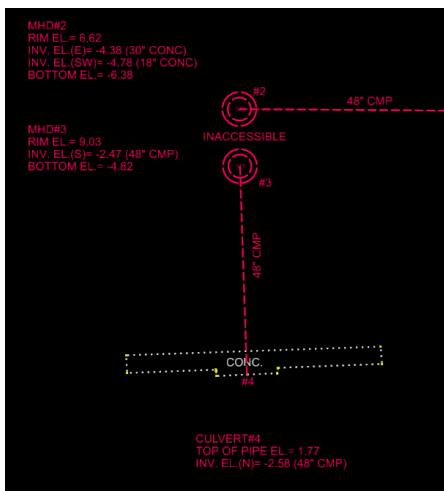 MHD#2
RIM EL.= 6.62
INV. EL.(E)= -4.38 (30" CONC)
INV. EL.(SW)= -4.78 (18" CONC)
BOTTOM EL.= -6.38
#2
48" CMP
INACCESSIBLE
MHD#3
RIM EL.= 9.03
INV. EL.(S)= -2.47 (48" CMP)
BOTTOM EL.= -4.82
#3
48" CMP
CONC.
#4
CULVERT#4
TOP OF PIPE EL.= 1.77
INV. EL.(N)= -2.58 (48" CMP)